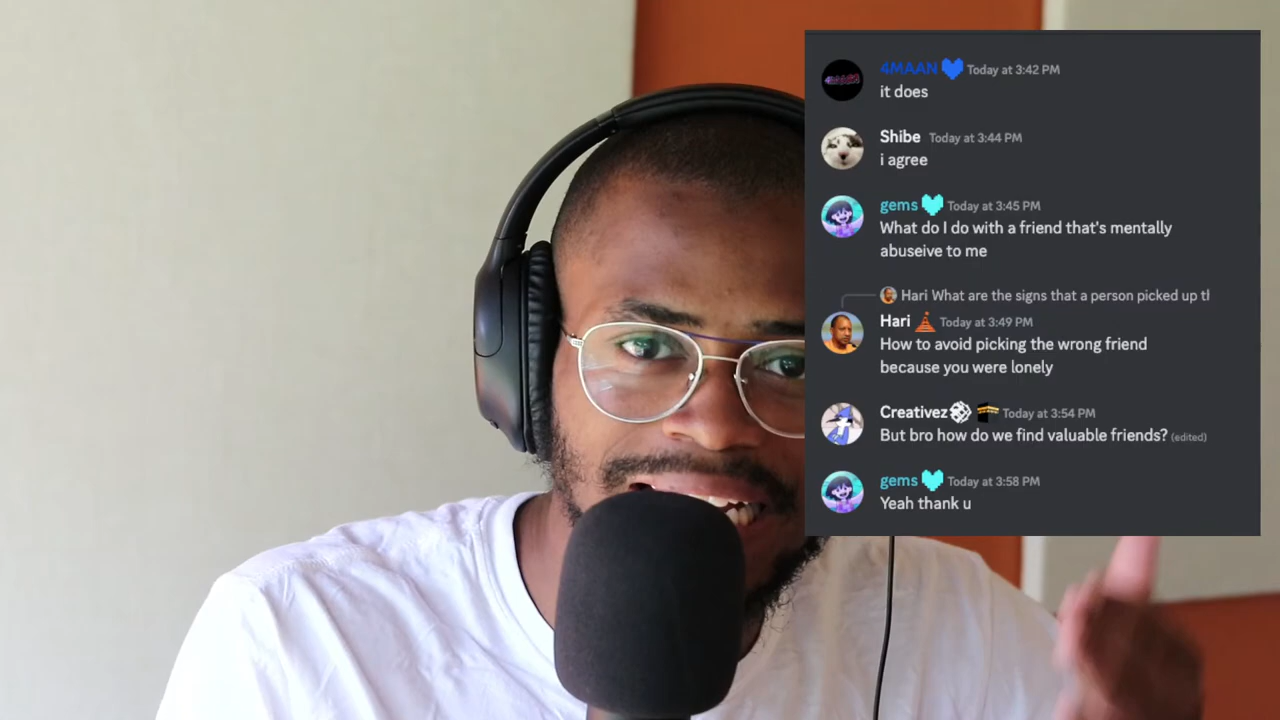 4MAAN Today at 3:42 PM
it does
Shibe Today at 3:44 PM
i agree
gems Today at 3:45 PM
What do I do with a friend that's mentally
abuseive to me
Hari What are the signs that a person picked up
Hari Today at 3:49 PM
How to avoid picking the wrong friend
because you were lonely
Creativez Today at 3:54 PM
But bro how do we find valuable friends? (edited)
gems Today at 3:58 PM
Yeah thank u